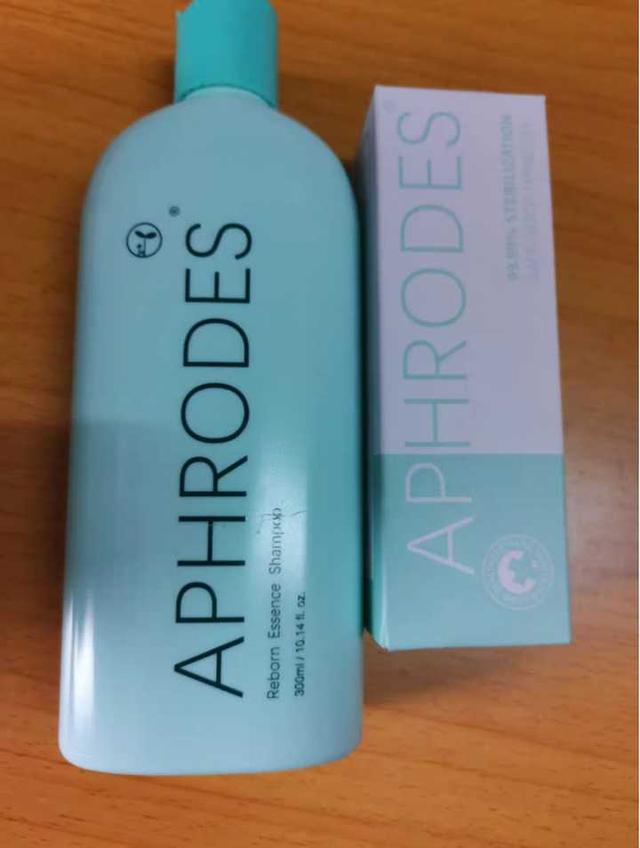 APHRODES®
Reborn Essence Shampoo
300ml / 10.14 fl. oz.
APHRODES®
99.99% STERILIZATION